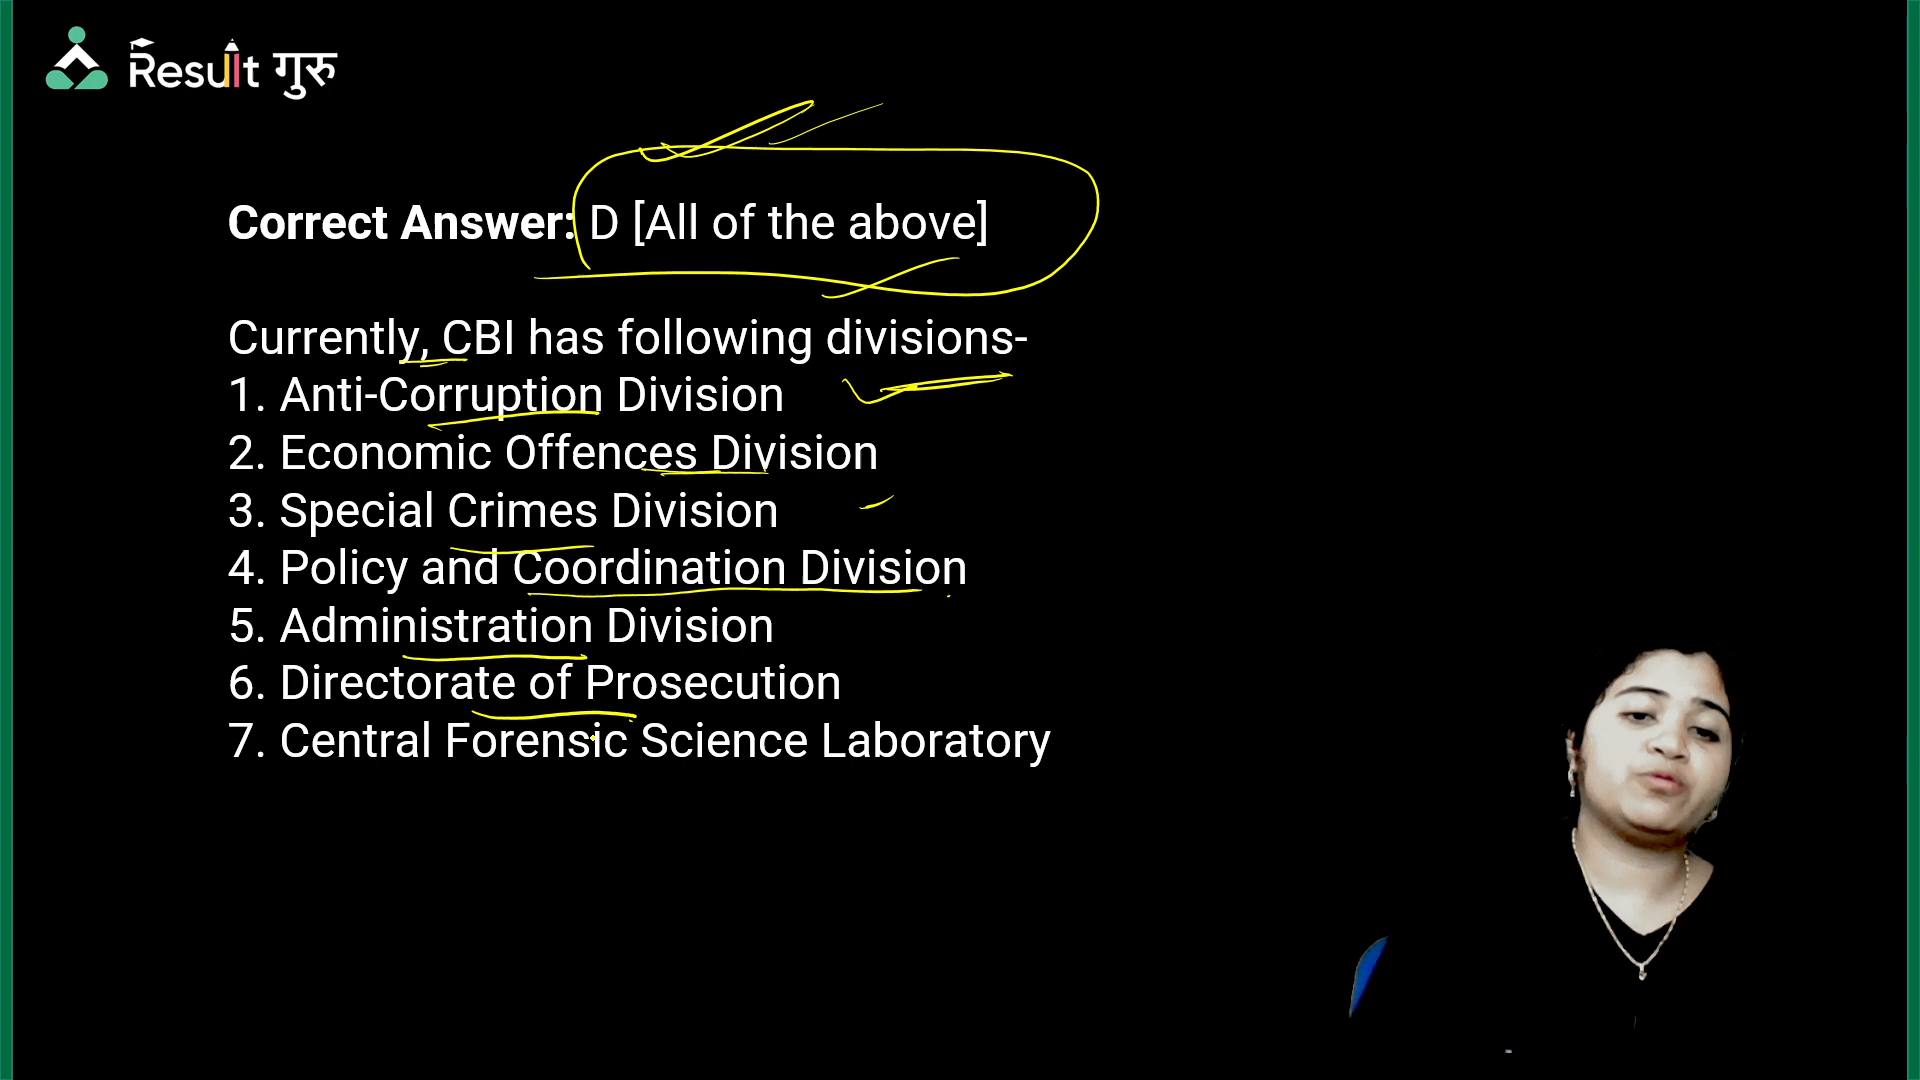 Result गुरु
Correct Answer: D [All of the above]
Currently, CBI has following divisions-
1. Anti-Corruption Division
2. Economic Offences Division
3. Special Crimes Division
4. Policy and Coordination Division
5. Administration Division
6. Directorate of Prosecution
7. Central Forensic Science Laboratory